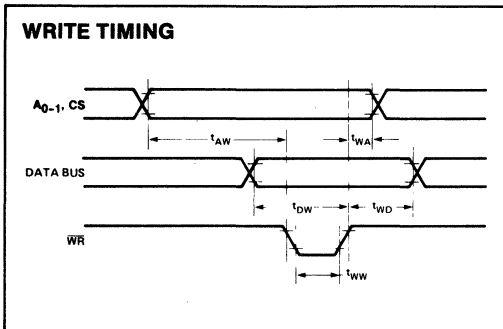 WRITE TIMING
A0-1, CS
tAW
tWA
DATA BUS
tDW
tWD
WR
tWW